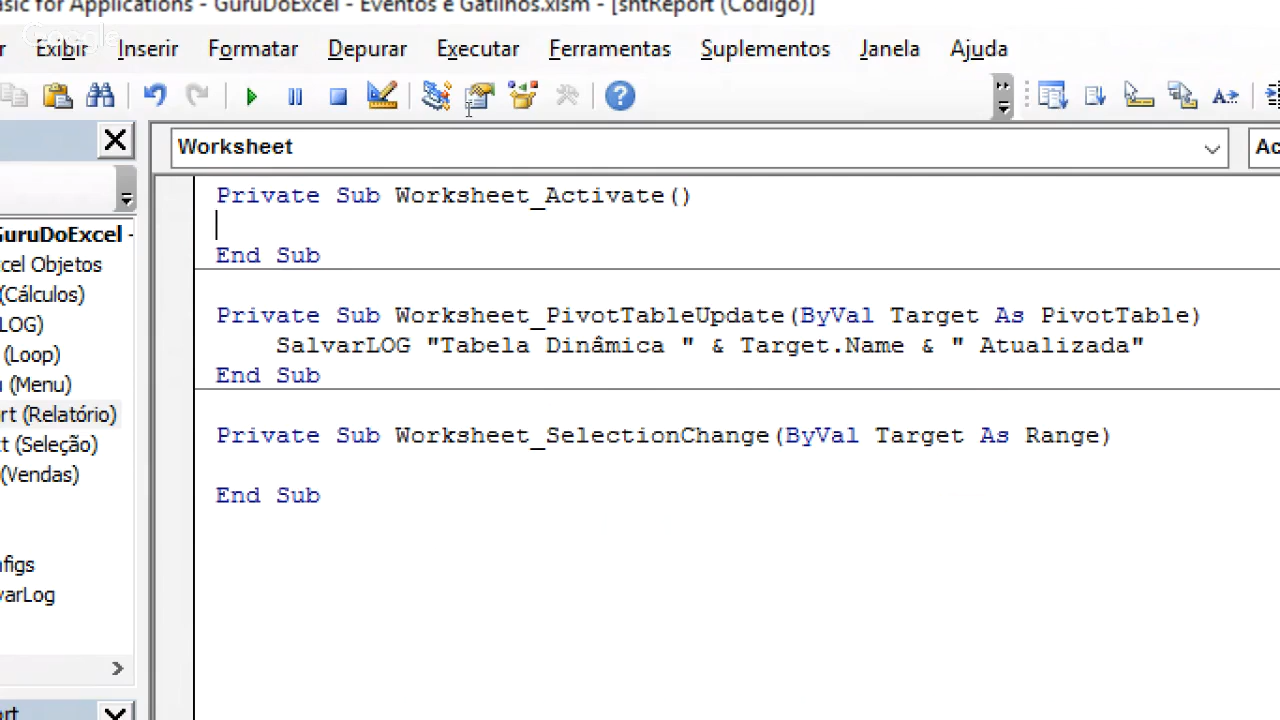 asic for Applications - GuruDoExcel - Eventos e Gatilhos.xlsm - [shtReport (Código)]
Google
r Exibir Inserir Formatar Depurar Executar Ferramentas Suplementos Janela Ajuda
Worksheet Ac
Private Sub Worksheet_Activate()
End Sub
Private Sub Worksheet_PivotTableUpdate(ByVal Target As PivotTable)
SalvarLOG "Tabela Dinâmica " & Target.Name & " Atualizada"
End Sub
Private Sub Worksheet_SelectionChange(ByVal Target As Range)
End Sub
GuruDoExcel -
cel Objetos
(Cálculos)
LOG)
(Loop)
(Menu)
rt (Relatório)
t (Seleção)
(Vendas)
nfigs
varLog
ort